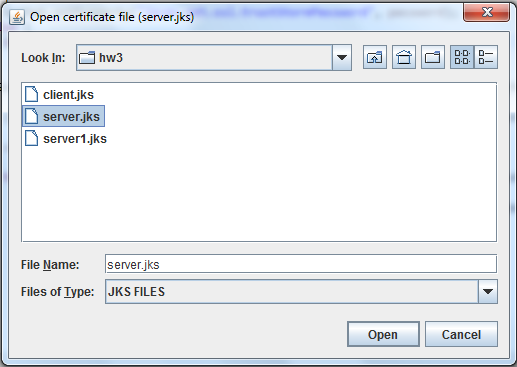 Open certificate file (server.jks)
Look In: hw3
client.jks
server.jks
server1.jks
File Name: server.jks
Files of Type: JKS FILES
Open Cancel